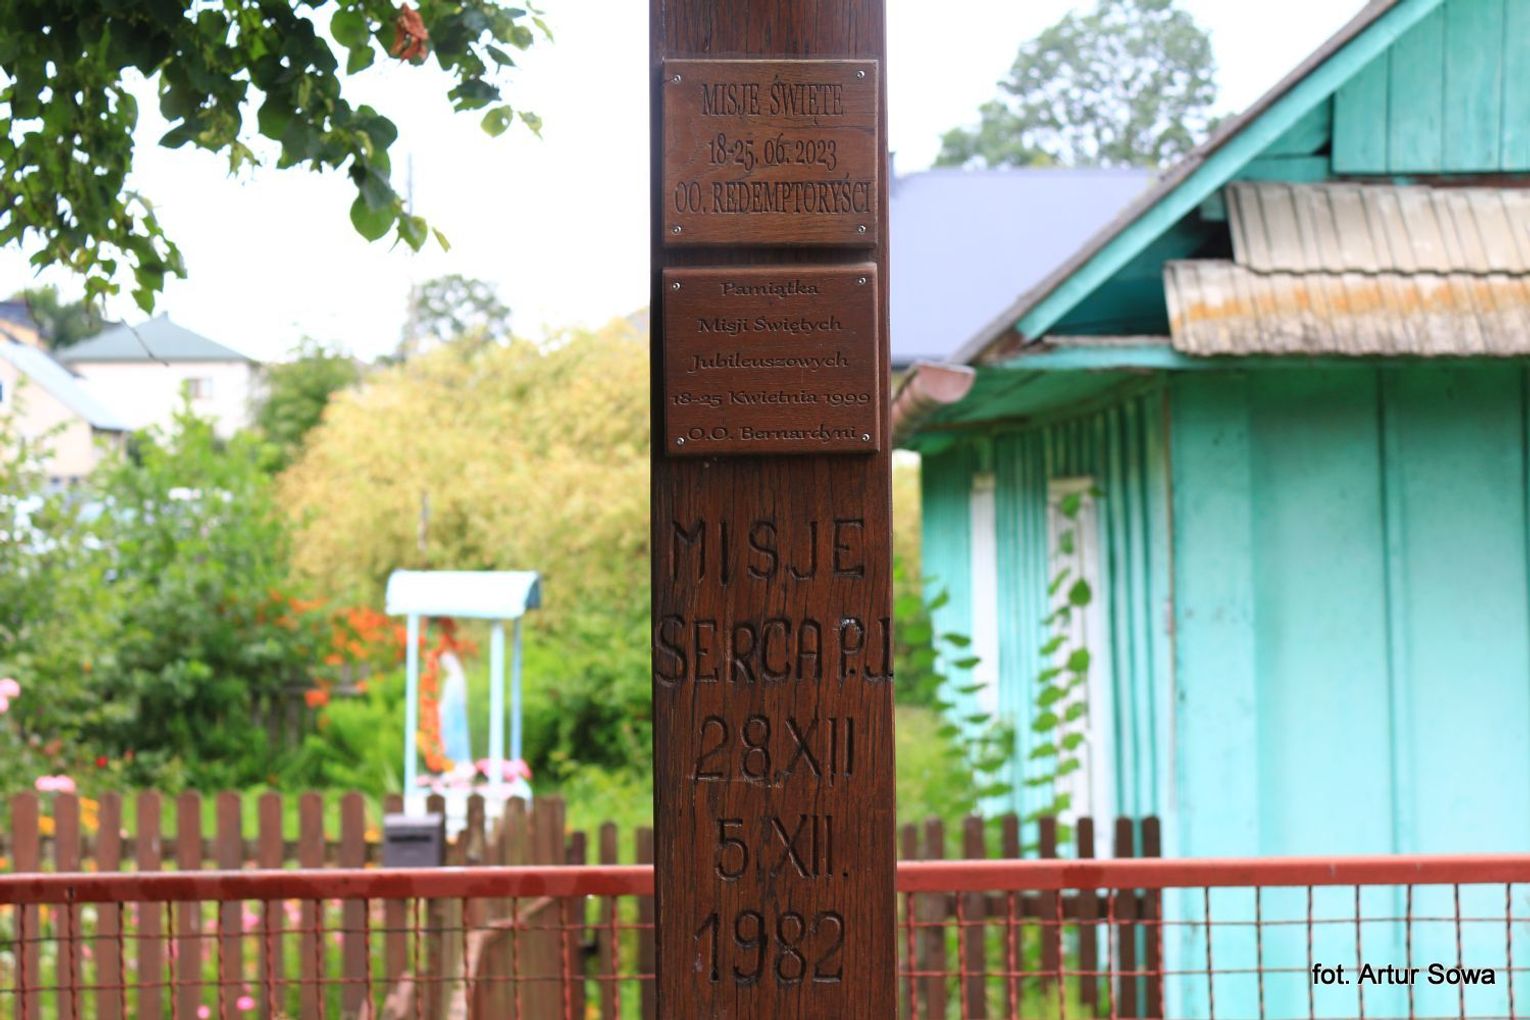 MISJE ŚWIĘTE
18-25. 06. 2023
OO. REDEMPTORYŚCI
Pamiątka
Misji Świętych
Jubileuszowych
18-25 Kwietnia 1999
O.O. Bernardyni
MISJE
SERCA P.J.
28.XII
5.XII.
1982
fot. Artur Sowa